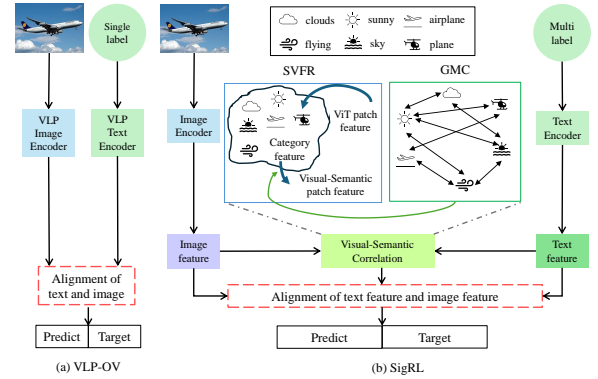 Single
label
VLP
Image
Encoder
VLP
Text
Encoder
Alignment of
text and image
Predict
Target
(a) VLP-OV
clouds
sunny
airplane
flying
sky
plane
SVFR
GMC
Multi
label
Image
Encoder
ViT patch
feature
Category
feature
Visual-Semantic
patch feature
Text
Encoder
Image
feature
Visual-Semantic
Correlation
Text
feature
Alignment of text feature and image feature
Predict
Target
(b) SigRL